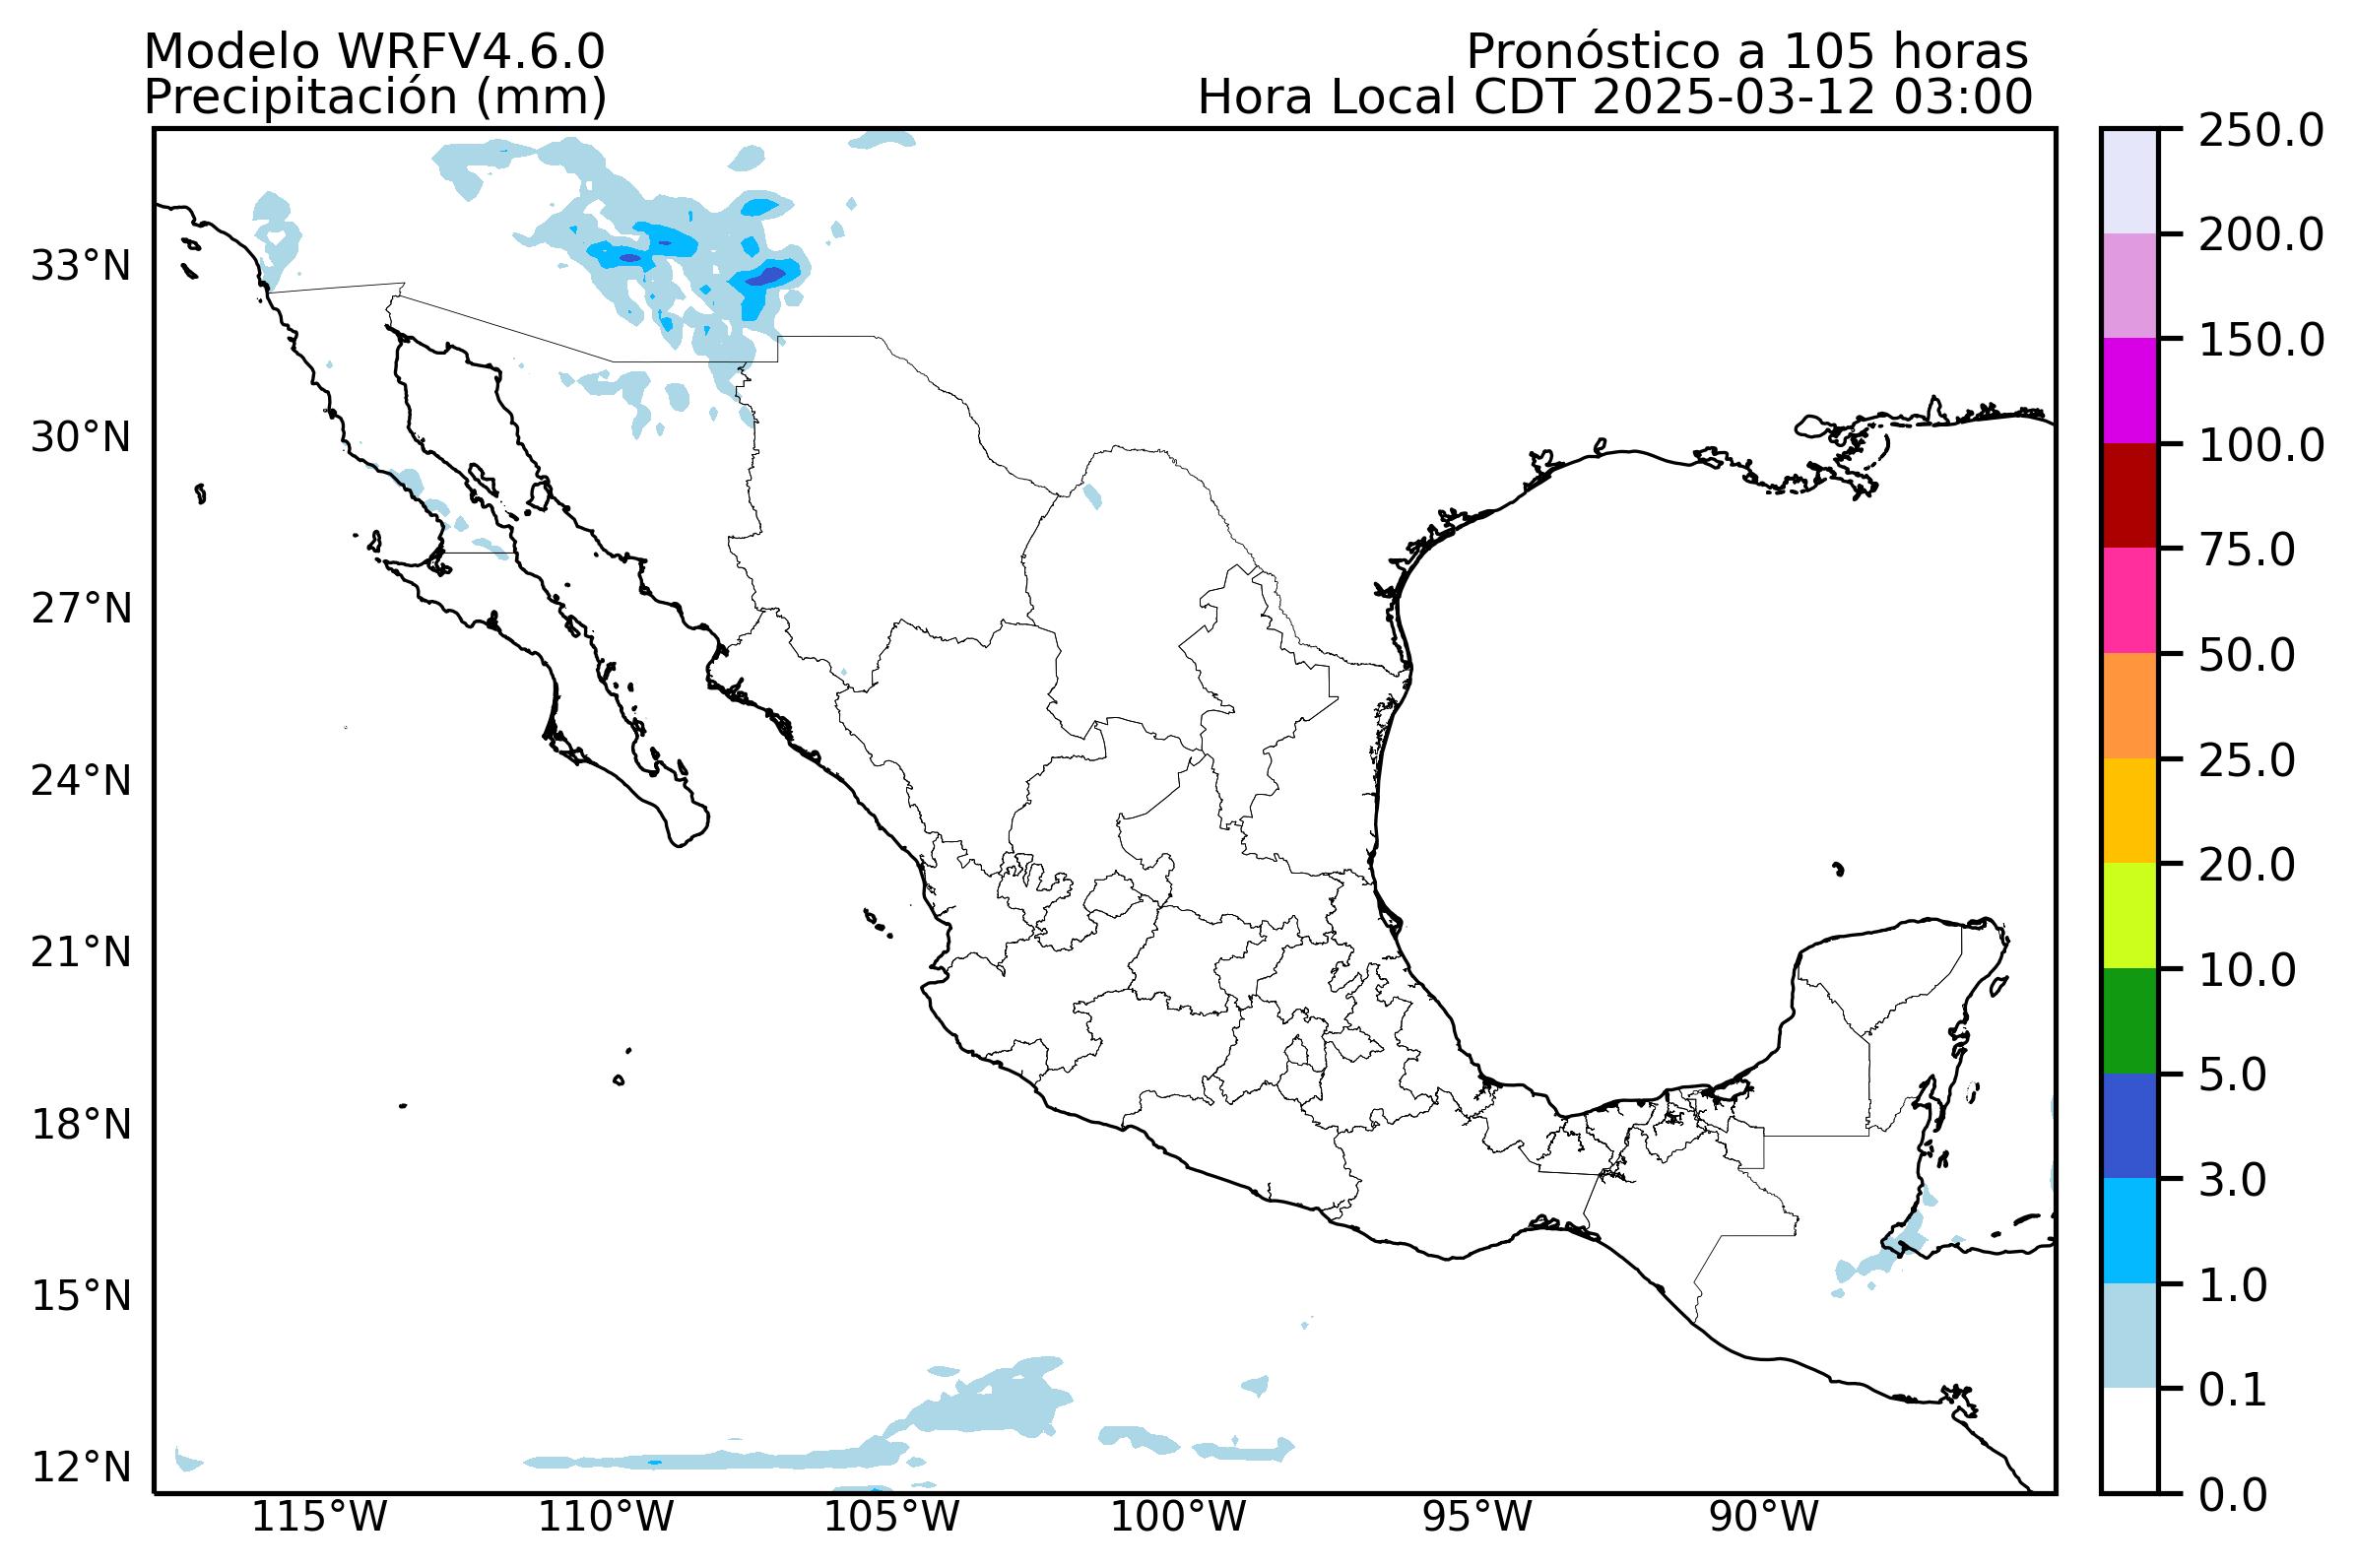 Modelo WRFV4.6.0
Precipitación (mm)
Pronóstico a 105 horas
Hora Local CDT 2025-03-12 03:00
33°N
30°N
27°N
24°N
21°N
18°N
15°N
12°N
115°W
110°W
105°W
100°W
95°W
90°W
250.0
200.0
150.0
100.0
75.0
50.0
25.0
20.0
10.0
5.0
3.0
1.0
0.1
0.0